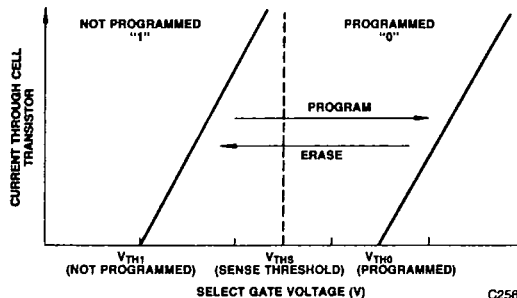 NOT PROGRAMMED
"1"
PROGRAMMED
"0"
CURRENT THROUGH CELL
TRANSISTOR
PROGRAM
ERASE
VTH1
(NOT PROGRAMMED)
VTHS
(SENSE THRESHOLD)
VTH0
(PROGRAMMED)
SELECT GATE VOLTAGE (V)
C256